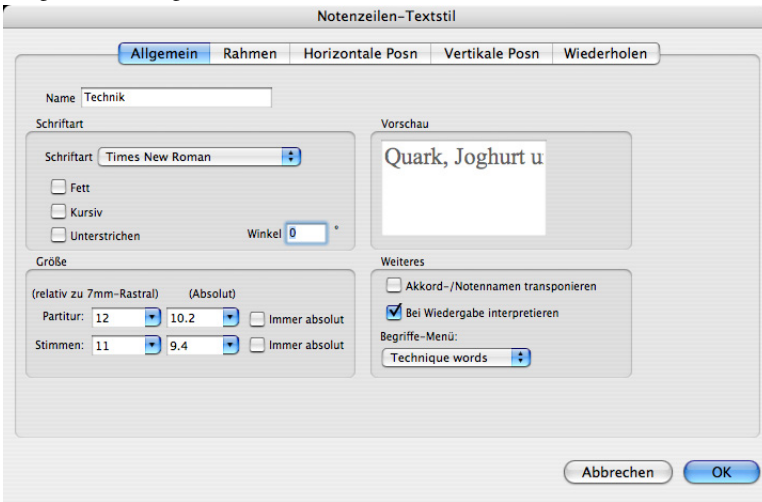 Notenzeilen-Textstil
Allgemein Rahmen Horizontale Posn Vertikale Posn Wiederholen
Name Technik
Schriftart
Schriftart Times New Roman
Fett
Kursiv
Unterstrichen
Winkel 0 °
Vorschau
Quark, Joghurt u
Größe
(relativ zu 7mm-Rastral) (Absolut)
Partitur: 12 10.2 Immer absolut
Stimmen: 11 9.4 Immer absolut
Weiteres
Akkord-/Notennamen transponieren
Bei Wiedergabe interpretieren
Begriffe-Menü:
Technique words
Abbrechen OK